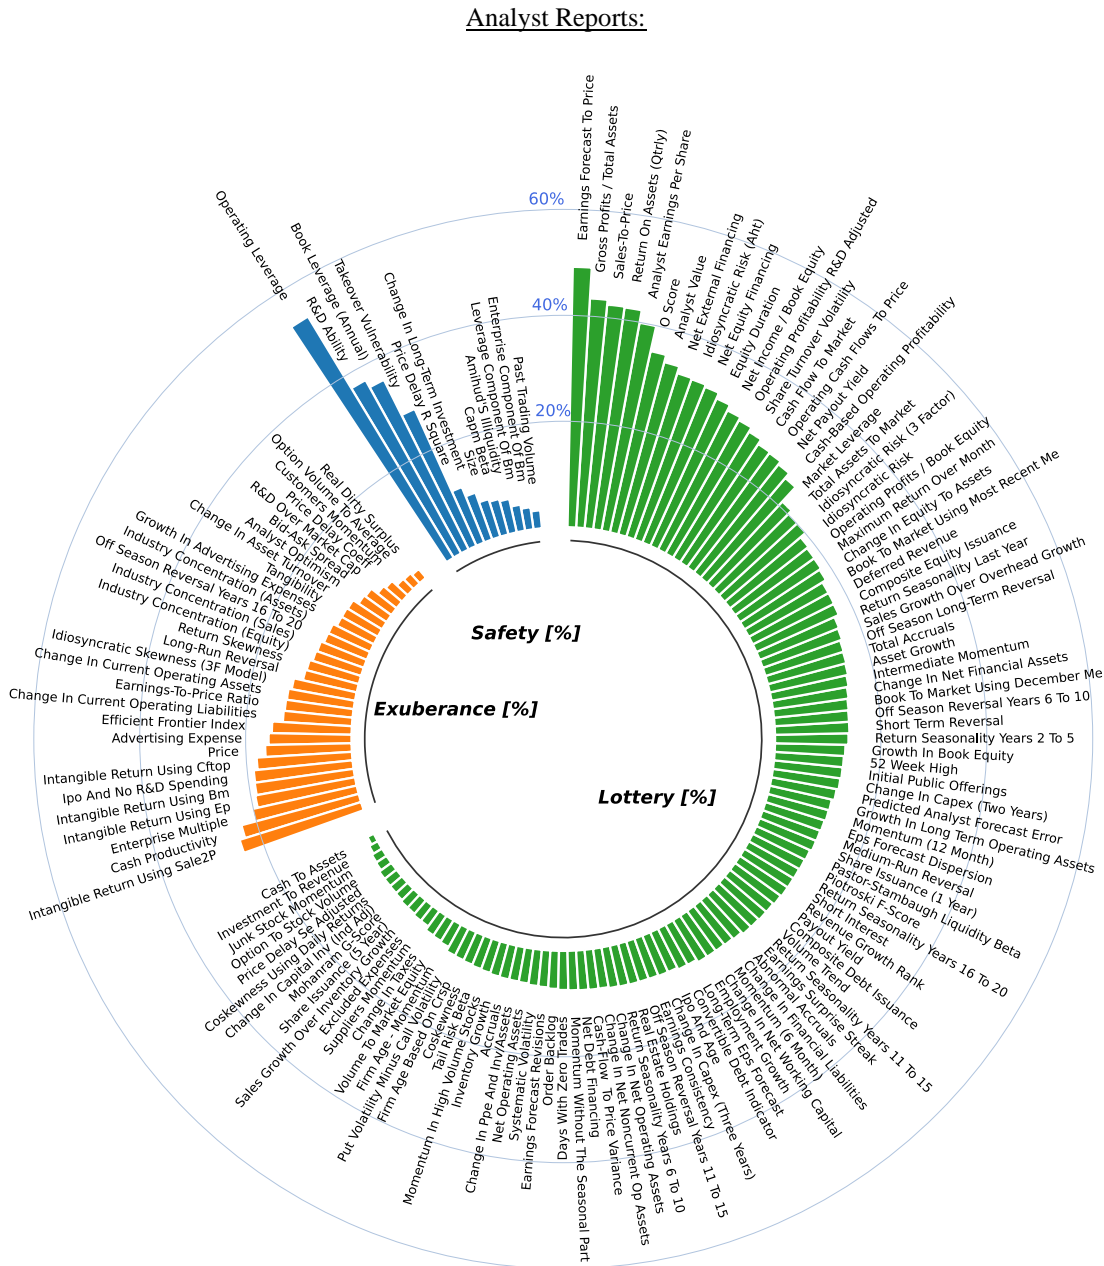 Analyst Reports:
60%
40%
20%
Earnings Forecast To Price
Gross Profits / Total Assets
Sales-To-Price
Return On Assets (Qtrly)
Analyst Earnings Per Share
O Score
Analyst Value
Net External Financing
Idiosyncratic Risk (Aht)
Net Equity Financing
Equity Duration
Net Income / Book Equity
Operating Profitability R&D Adjusted
Share Turnover Volatility
Cash Flow To Market
Operating Cash Flows To Price
Net Payout Yield
Cash-Based Operating Profitability
Market Leverage
Total Assets To Market
Idiosyncratic Risk (3 Factor)
Idiosyncratic Risk
Operating Profits / Book Equity
Maximum Return Over Month
Change In Equity To Assets
Book To Market Using Most Recent Me
Deferred Revenue
Composite Equity Issuance
Return Seasonality Last Year
Sales Growth Over Overhead Growth
Off Season Long-Term Reversal
Total Accruals
Asset Growth
Intermediate Momentum
Change In Net Financial Assets
Book To Market Using December Me
Off Season Reversal Years 6 To 10
Short Term Reversal
Return Seasonality Years 2 To 5
Growth In Book Equity
52 Week High
Initial Public Offerings
Change In Capex (Two Years)
Predicted Analyst Forecast Error
Growth In Long Term Operating Assets
Momentum (12 Month)
Eps Forecast Dispersion
Medium-Run Reversal
Share Issuance (1 Year)
Pastor-Stambaugh Liquidity Beta
Piotroski F-Score
Return Seasonality Years 16 To 20
Short Interest
Revenue Growth Rank
Payout Yield
Composite Debt Issuance
Volume Trend
Return Seasonality Years 11 To 15
Earnings Surprise Streak
Abnormal Accruals
Change In Financial Liabilities
Momentum (6 Month)
Change In Net Working Capital
Employment Growth
Long-Term Eps Forecast
Convertible Debt Indicator
Ipo And Age
Change In Capex (Three Years)
Earnings Consistency
Off Season Reversal Years 11 To 15
Real Estate Holdings
Return Seasonality Years 6 To 10
Change In Net Operating Assets
Change In Net Noncurrent Op Assets
Cash-Flow To Price Variance
Net Debt Financing
Momentum Without The Seasonal Part
Days With Zero Trades
Order Backlog
Earnings Forecast Revisions
Systematic Volatility
Net Operating Assets
Change In Ppe And Inv/Assets
Accruals
Inventory Growth
Momentum In High Volume Stocks
Tail Risk Beta
Coskewness
Firm Age Based On Crsp
Put Volatility Minus Call Volatility
Firm Age - Momentum
Volume To Market Equity
Change In Taxes
Suppliers Momentum
Excluded Expenses
Sales Growth Over Inventory Growth
Share Issuance (5 Year)
Mohanram G-Score
Change In Capital Inv (Ind Adj)
Coskewness Using Daily Returns
Price Delay Se Adjusted
Option To Stock Volume
Junk Stock Momentum
Investment To Revenue
Cash To Assets
Intangible Return Using Sale2P
Cash Productivity
Enterprise Multiple
Intangible Return Using Ep
Intangible Return Using Bm
Ipo And No R&D Spending
Intangible Return Using Cftop
Price
Advertising Expense
Efficient Frontier Index
Change In Current Operating Liabilities
Earnings-To-Price Ratio
Change In Current Operating Assets
Idiosyncratic Skewness (3F Model)
Long-Run Reversal
Return Skewness
Industry Concentration (Equity)
Industry Concentration (Sales)
Off Season Reversal Years 16 To 20
Industry Concentration (Assets)
Growth In Advertising Expenses
Tangibility
Change In Asset Turnover
Analyst Optimism
Bid-Ask Spread
R&D Over Market Cap
Price Delay Coeff
Customers Momentum
Option Volume To Average
Real Dirty Surplus
Operating Leverage
R&D Ability
Book Leverage (Annual)
Takeover Vulnerability
Price Delay R Square
Change In Long-Term Investment
Size
Capm Beta
Amihud'S Illiquidity
Leverage Component Of Bm
Enterprise Component Of Bm
Past Trading Volume
Safety [%]
Exuberance [%]
Lottery [%]